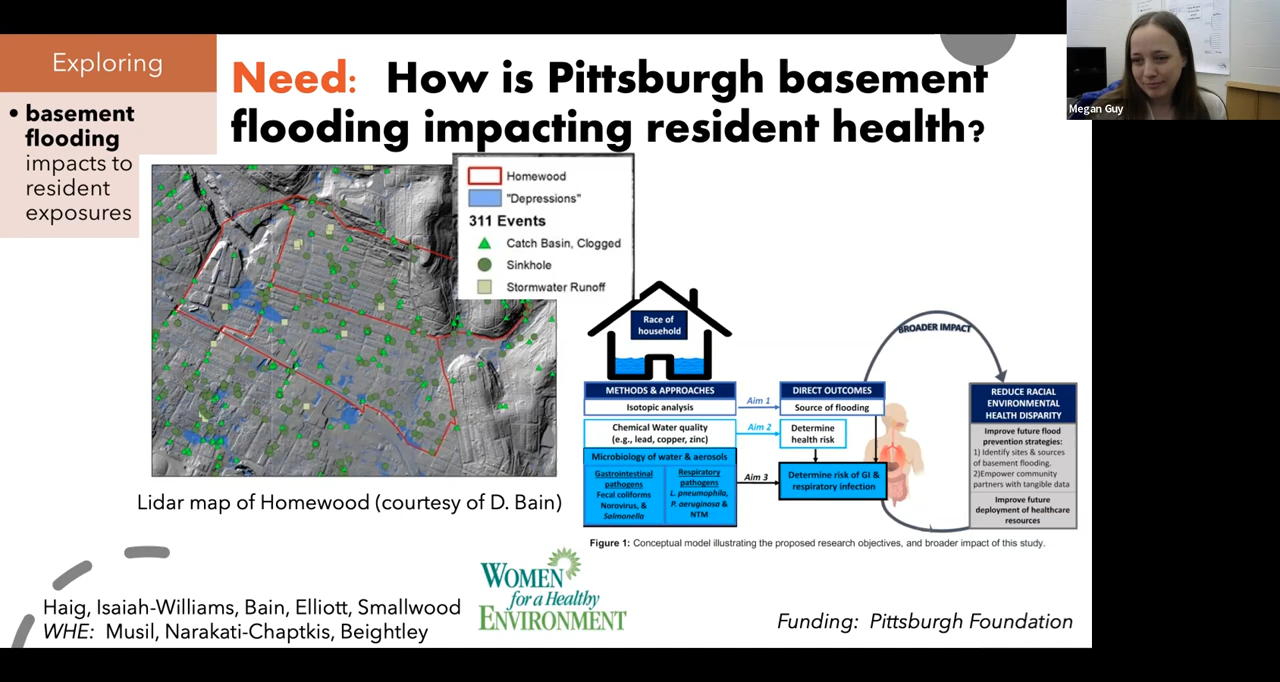 Exploring
• basement
flooding
impacts to
resident
exposures
Need: How is Pittsburgh basement
flooding impacting resident health?
Megan Guy
Homewood
"Depressions"
311 Events
Catch Basin, Clogged
Sinkhole
Stormwater Runoff
Lidar map of Homewood (courtesy of D. Bain)
Race of
household
METHODS & APPROACHES
Isotopic analysis
Chemical Water quality
(e.g., lead, copper, zinc)
Microbiology of water & aerosols
Gastrointestinal
pathogens
Fecal coliforms
Norovirus, &
Salmonella
Respiratory
pathogens
L. pneumophila,
P. aeruginosa &
NTM
Aim 1
Aim 2
Aim 3
DIRECT OUTCOMES
Source of flooding
Determine
health risk
Determine risk of GI &
respiratory infection
BROADER IMPACT
REDUCE RACIAL
ENVIRONMENTAL
HEALTH DISPARITY
Improve future flood
prevention strategies:
1) Identify sites & sources
of basement flooding.
2)Empower community
partners with tangible data
Improve future
deployment of healthcare
resources
Figure 1: Conceptual model illustrating the proposed research objectives, and broader impact of this study.
WOMEN
for a Healthy
ENVIRONMENT
Haig, Isaiah-Williams, Bain, Elliott, Smallwood
WHE: Musil, Narakati-Chaptkis, Beightley
Funding: Pittsburgh Foundation